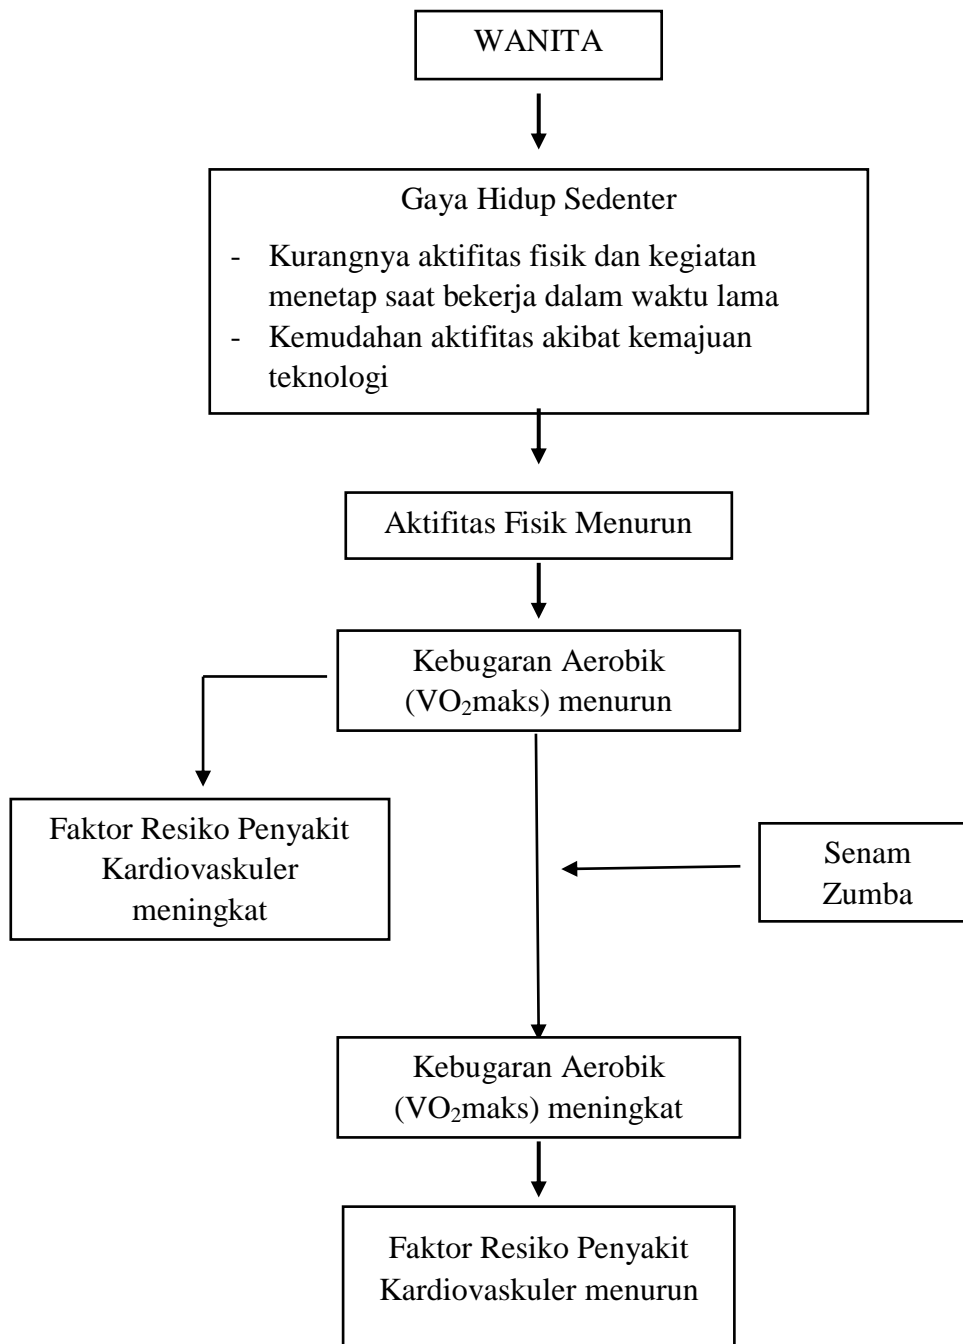 WANITA
Gaya Hidup Sedenter
- Kurangnya aktifitas fisik dan kegiatan
menetap saat bekerja dalam waktu lama
- Kemudahan aktifitas akibat kemajuan
teknologi
Aktifitas Fisik Menurun
Kebugaran Aerobik
(VO₂maks) menurun
Faktor Resiko Penyakit
Kardiovaskuler
meningkat
Senam
Zumba
Kebugaran Aerobik
(VO₂maks) meningkat
Faktor Resiko Penyakit
Kardiovaskuler menurun